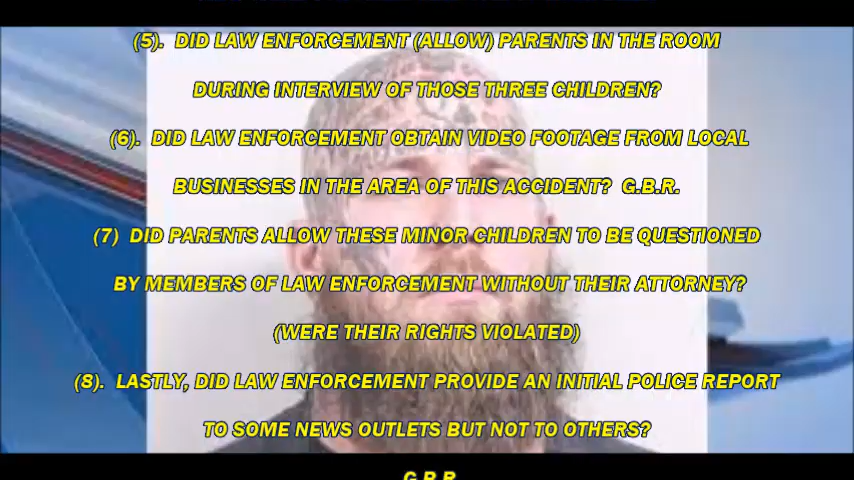 (5). DID LAW ENFORCEMENT (ALLOW) PARENTS IN THE ROOM
DURING INTERVIEW OF THOSE THREE CHILDREN?
(6). DID LAW ENFORCEMENT OBTAIN VIDEO FOOTAGE FROM LOCAL
BUSINESSES IN THE AREA OF THIS ACCIDENT? G.B.R.
(7) DID PARENTS ALLOW THESE MINOR CHILDREN TO BE QUESTIONED
BY MEMBERS OF LAW ENFORCEMENT WITHOUT THEIR ATTORNEY?
(WERE THEIR RIGHTS VIOLATED)
(8). LASTLY, DID LAW ENFORCEMENT PROVIDE AN INITIAL POLICE REPORT
TO SOME NEWS OUTLETS BUT NOT TO OTHERS?